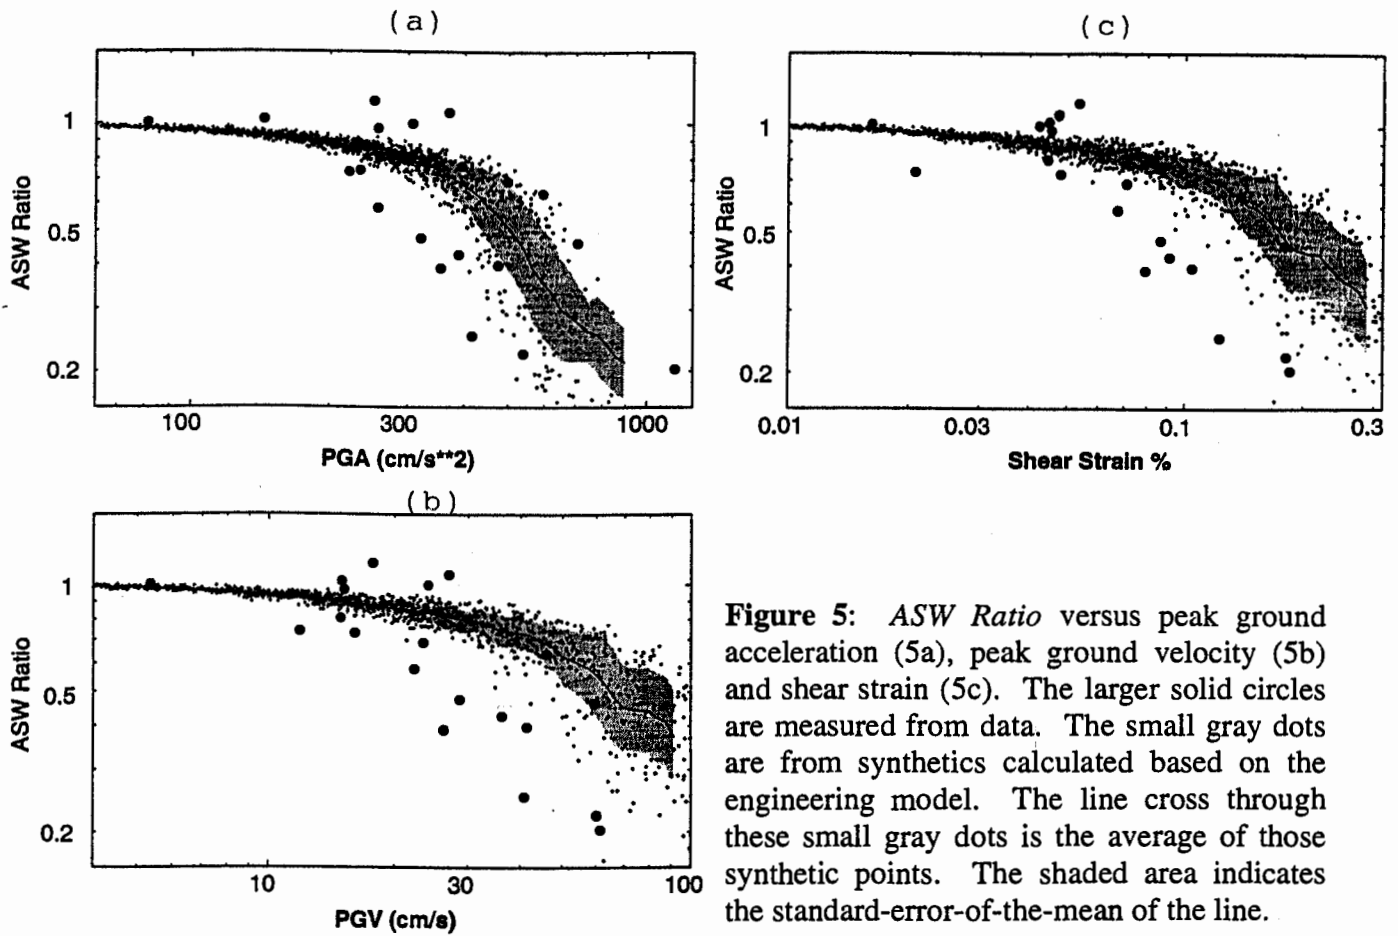 (a)
1
0.5
0.2
ASW Ratio
100
300
1000
PGA (cm/s**2)
(c)
1
0.5
0.2
ASW Ratio
0.01
0.03
0.1
0.3
Shear Strain %
(b)
1
0.5
0.2
ASW Ratio
10
30
100
PGV (cm/s)
Figure 5: ASW Ratio versus peak ground
acceleration (5a), peak ground velocity (5b)
and shear strain (5c). The larger solid circles
are measured from data. The small gray dots
are from synthetics calculated based on the
engineering model. The line cross through
these small gray dots is the average of those
synthetic points. The shaded area indicates
the standard-error-of-the-mean of the line.